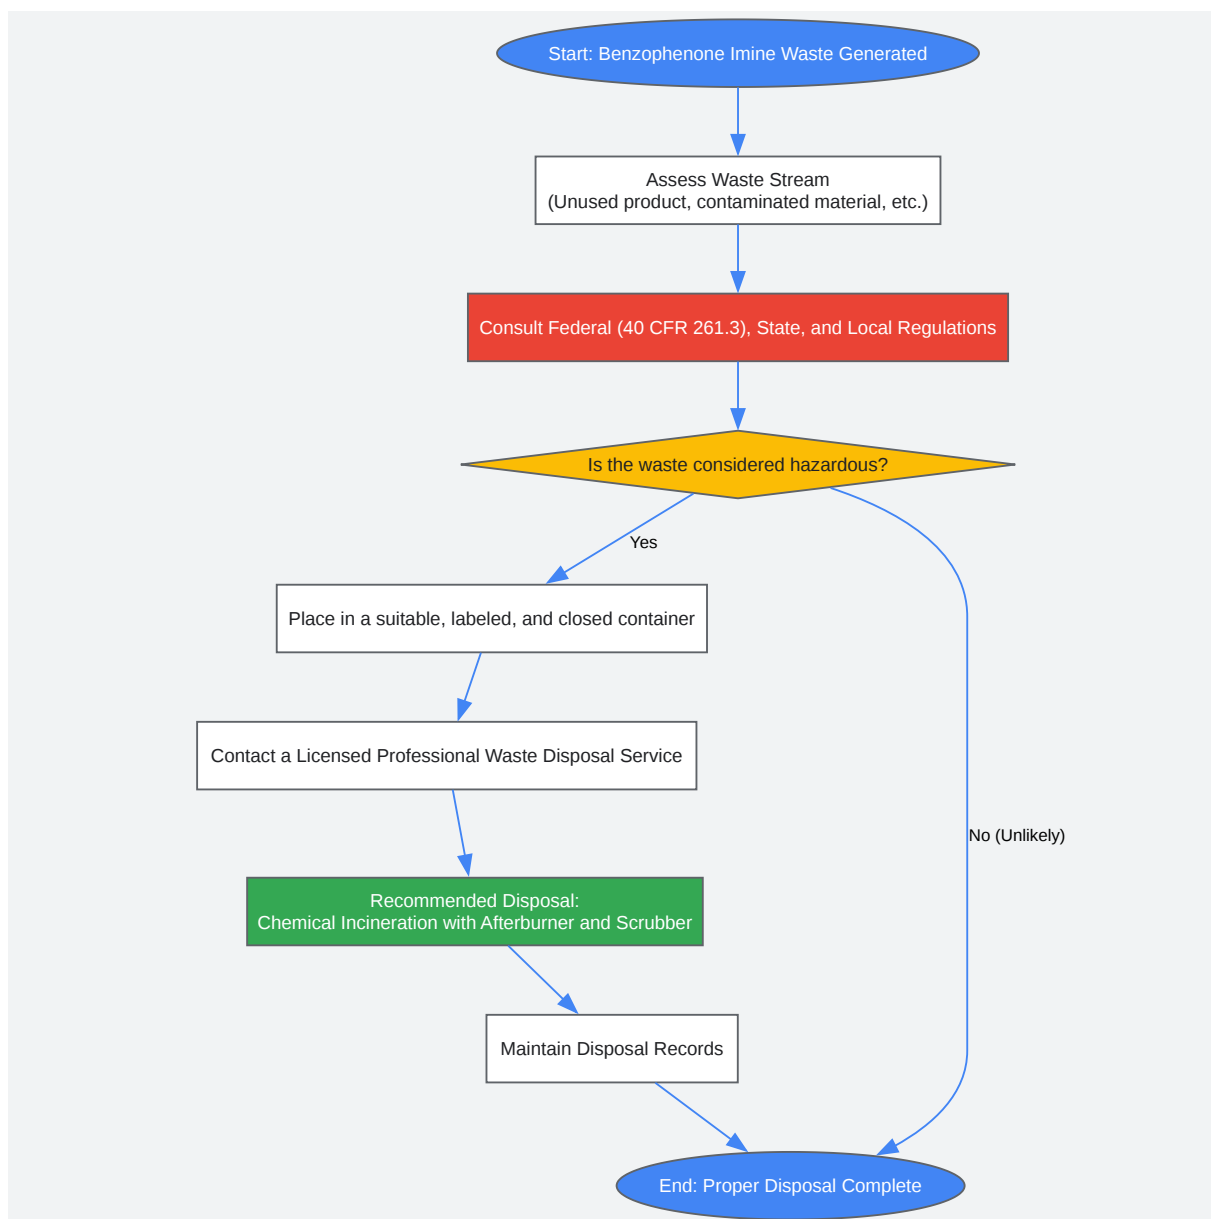 Start: Benzophenone Imine Waste Generated
Assess Waste Stream
(Unused product, contaminated material, etc.)
Consult Federal (40 CFR 261.3), State, and Local Regulations
Is the waste considered hazardous?
Yes
Place in a suitable, labeled, and closed container
Contact a Licensed Professional Waste Disposal Service
No (Unlikely)
Recommended Disposal:
Chemical Incineration with Afterburner and Scrubber
Maintain Disposal Records
End: Proper Disposal Complete